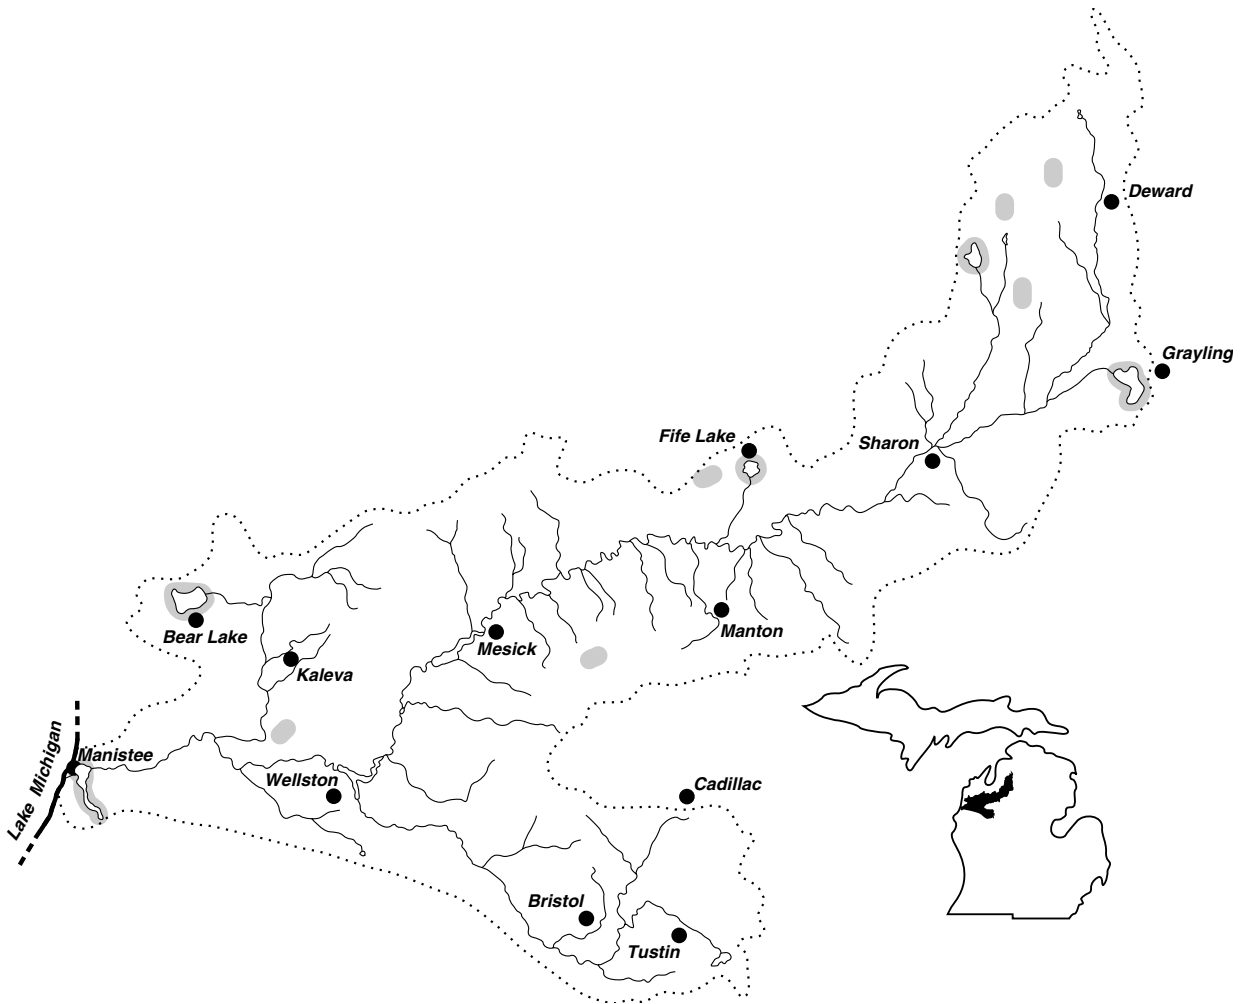 Deward
Grayling
Fife Lake
Sharon
Bear Lake
Manton
Mesick
Kaleva
Lake Michigan
Manistee
Wellston
Cadillac
Bristol
Tustin